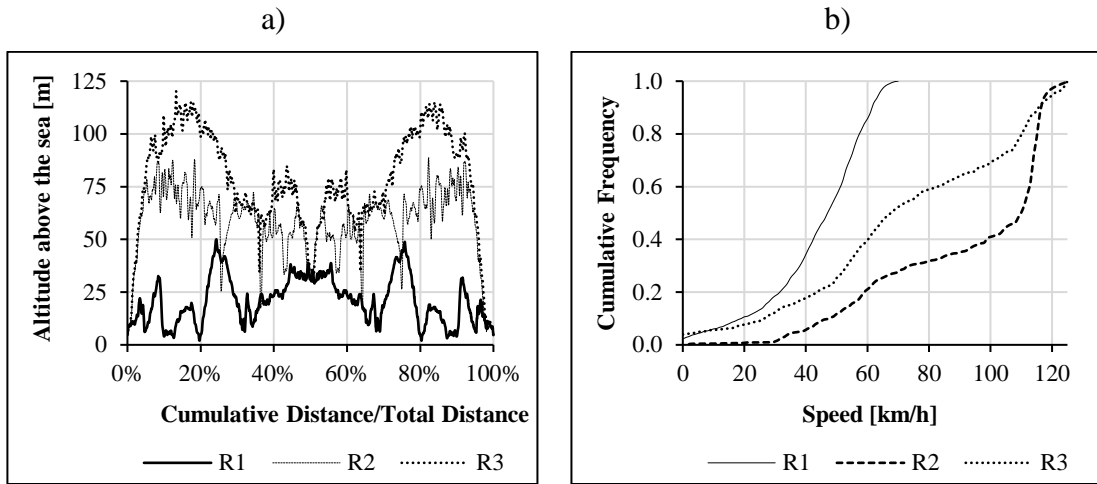 a)
b)
Altitude above the sea [m]
125
100
75
50
25
0
0% 20% 40% 60% 80% 100%
Cumulative Distance/Total Distance
R1 R2 R3
Cumulative Frequency
1.0
0.8
0.6
0.4
0.2
0.0
0 20 40 60 80 100 120
Speed [km/h]
R1 R2 R3